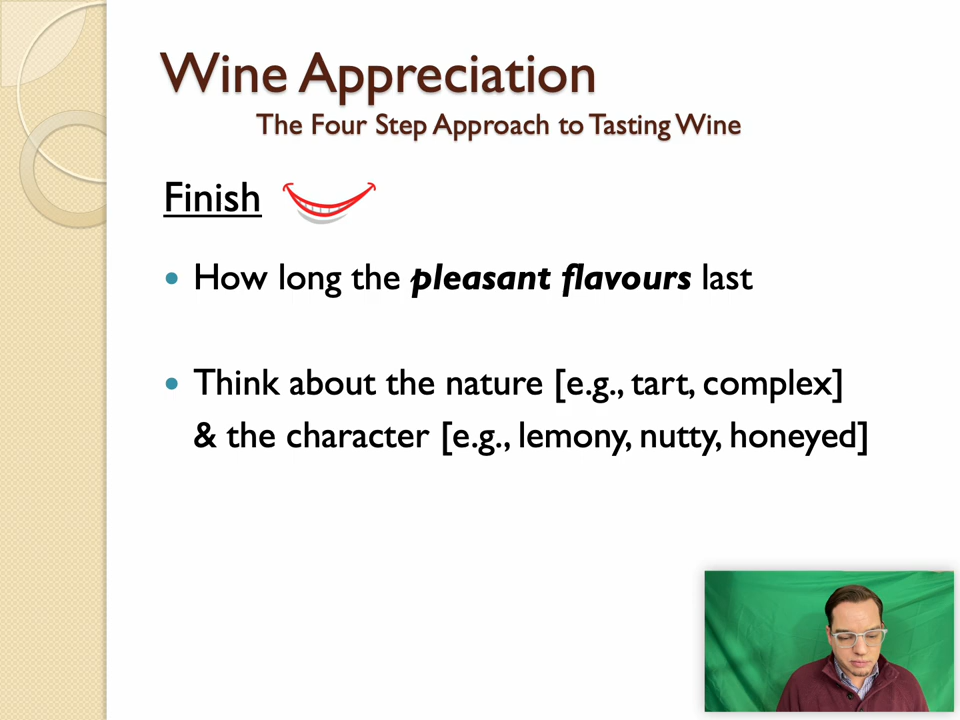 Wine Appreciation
The Four Step Approach to Tasting Wine
Finish
• How long the pleasant flavours last
• Think about the nature [e.g., tart, complex]
& the character [e.g., lemony, nutty, honeyed]